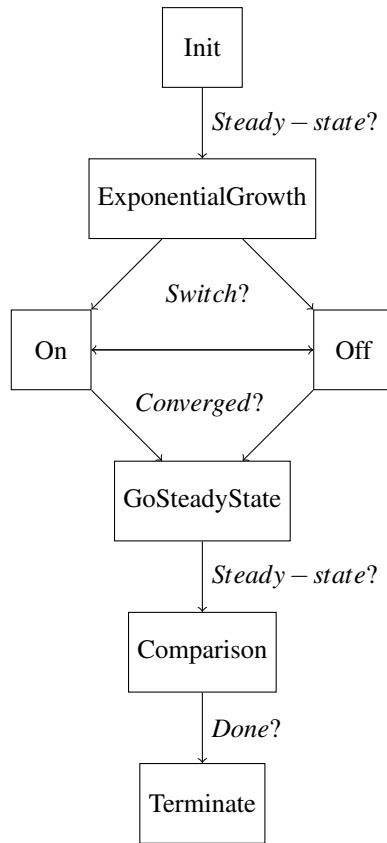 Init
Steady−state?
ExponentialGrowth
Switch?
On
Off
Converged?
GoSteadyState
Steady−state?
Comparison
Done?
Terminate